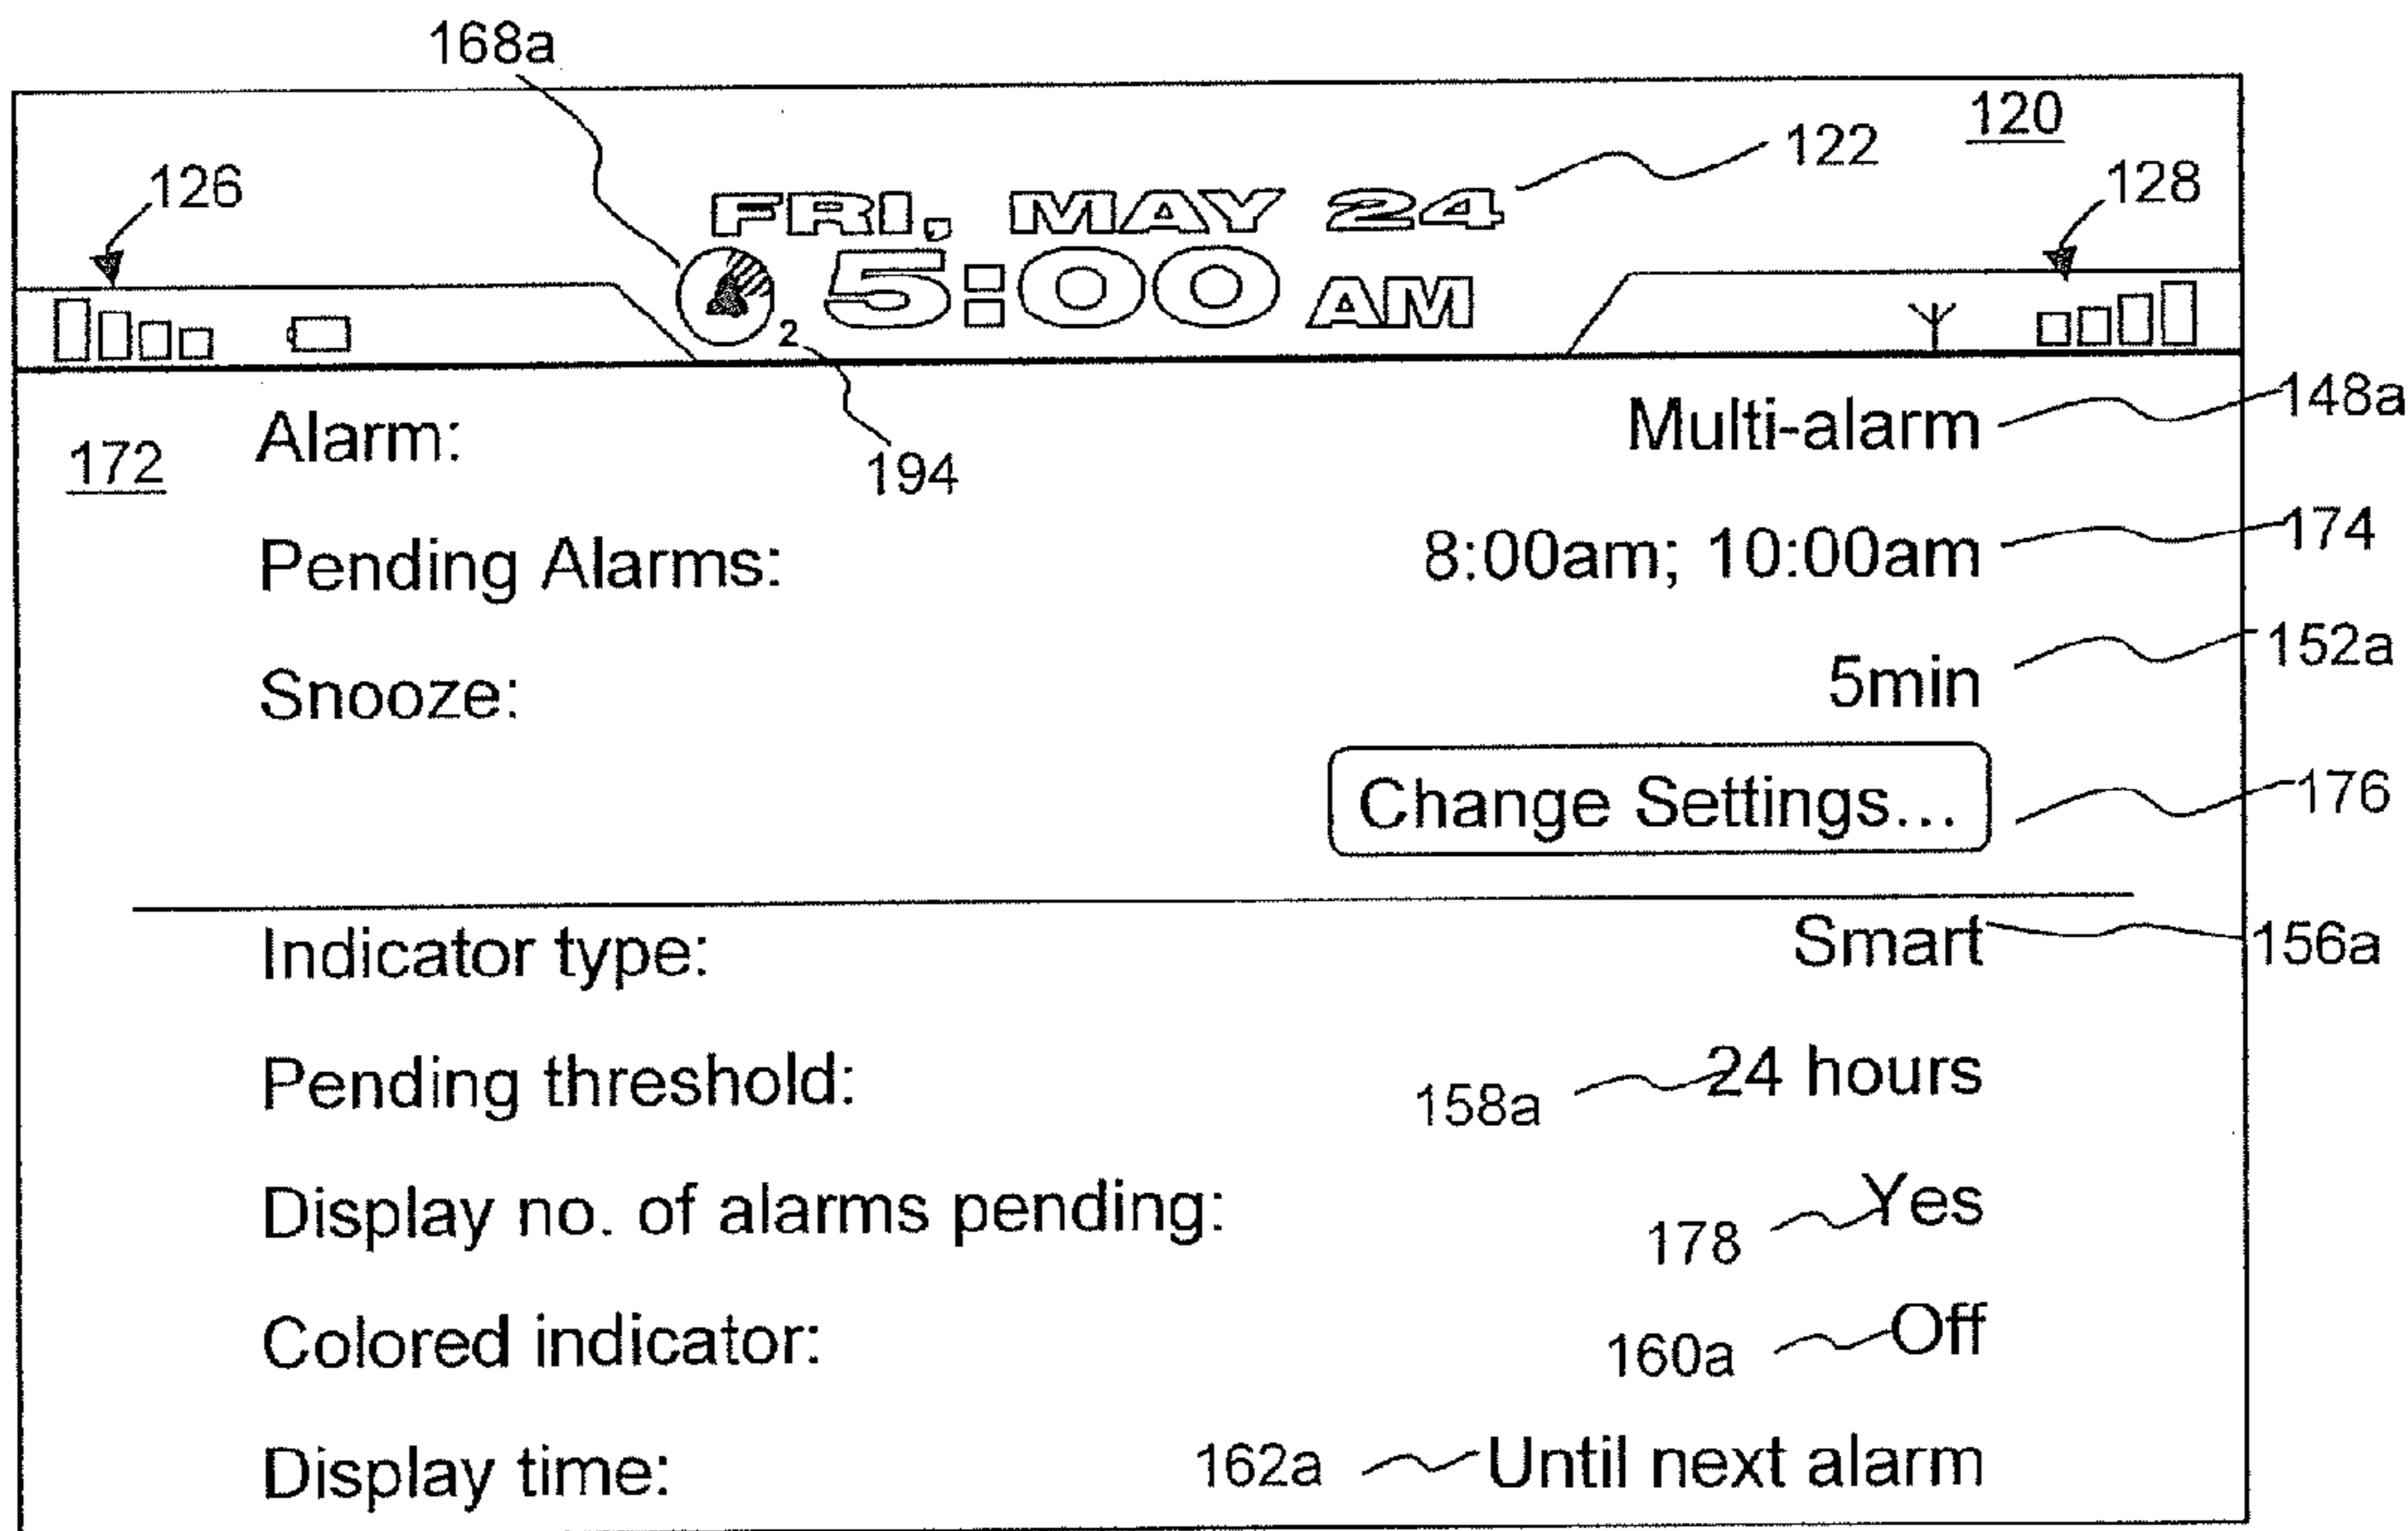 168a
120
122
126
128
FRI, MAY 24
5:00 AM
2
Alarm:
Multi-alarm
148a
172
194
Pending Alarms:
8:00am; 10:00am
174
Snooze:
5min
152a
Change Settings...
176
Indicator type:
Smart
156a
Pending threshold:
158a
24 hours
Display no. of alarms pending:
178
Yes
Colored indicator:
160a
Off
Display time:
162a
Until next alarm